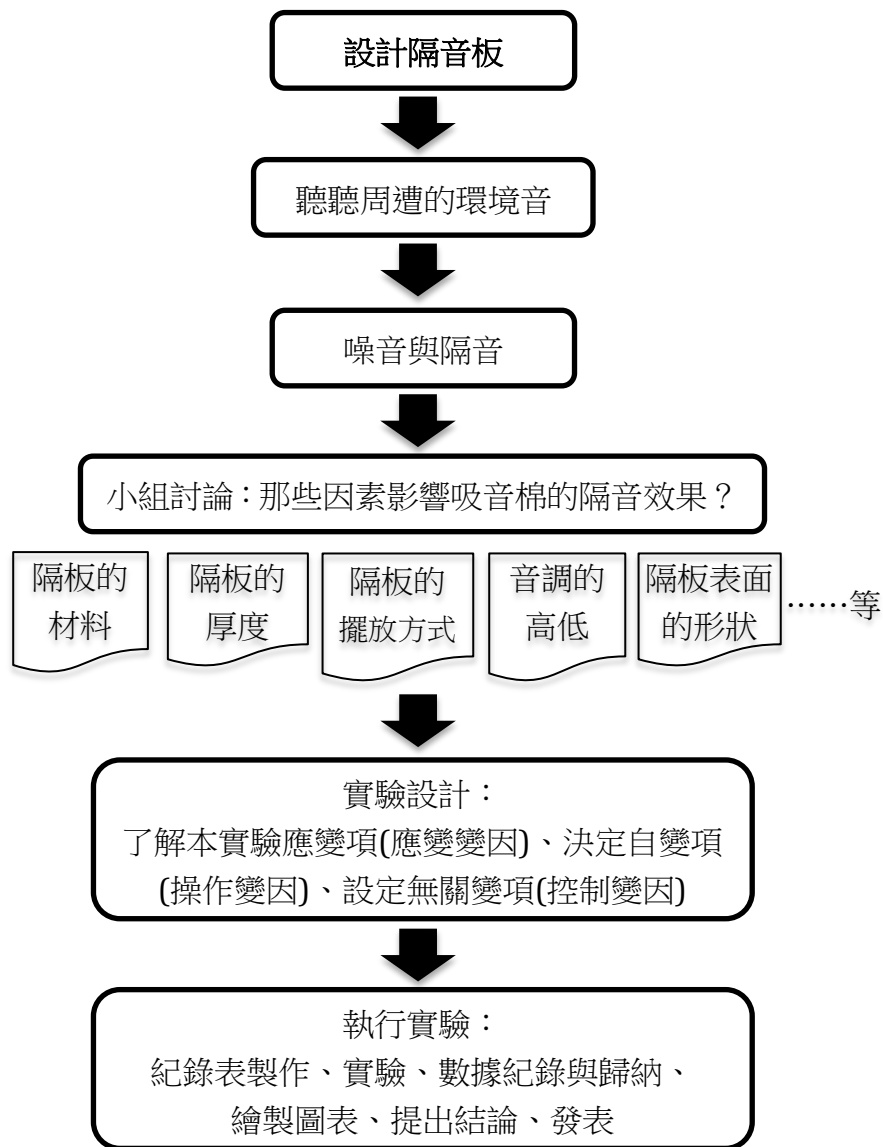 設計隔音板
聽聽周遭的環境音
噪音與隔音
小組討論：那些因素影響吸音棉的隔音效果？
隔板的
材料
隔板的
厚度
隔板的
擺放方式
音調的
高低
隔板表面
的形狀
……等
實驗設計：
了解本實驗應變項(應變變因)、決定自變項
(操作變因)、設定無關變項(控制變因)
執行實驗：
紀錄表製作、實驗、數據紀錄與歸納、
繪製圖表、提出結論、發表